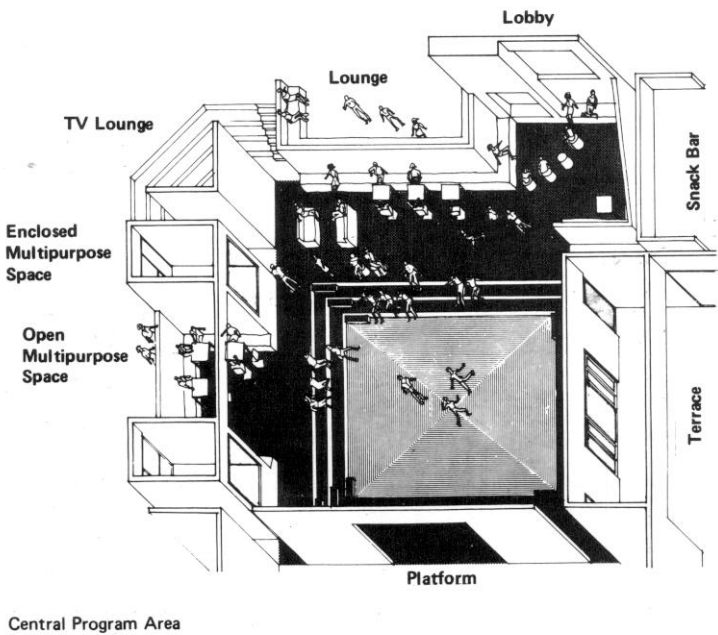 Lobby
Lounge
TV Lounge
Snack Bar
Enclosed
Multipurpose
Space
Open
Multipurpose
Space
Terrace
Platform
Central Program Area